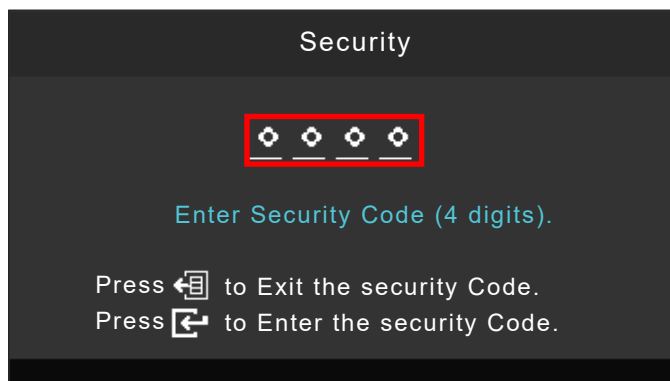 Security
Enter Security Code (4 digits).
Press to Exit the security Code.
Press to Enter the security Code.